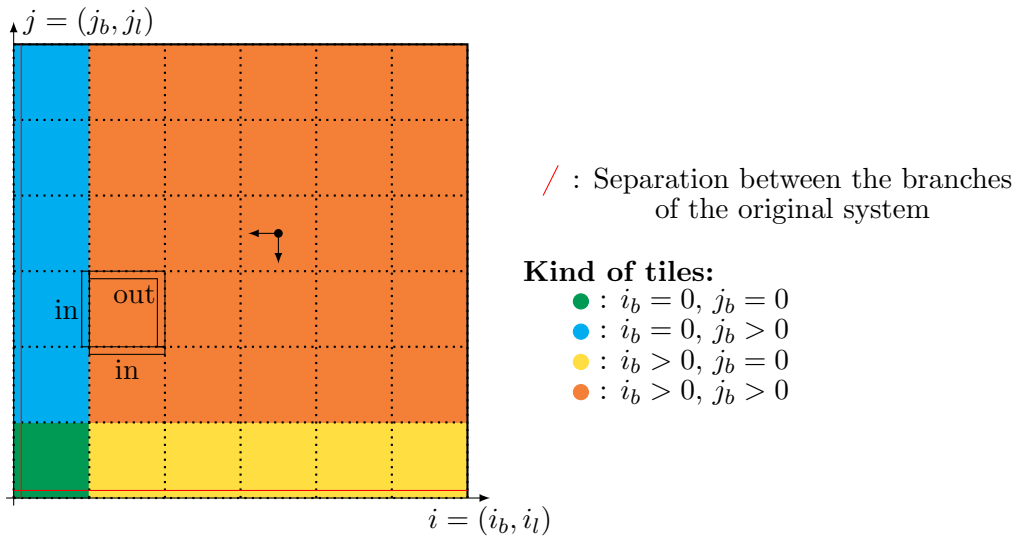 j = (j_b, j_l)
/ : Separation between the branches
of the original system
Kind of tiles:
: i_b = 0, j_b = 0
: i_b = 0, j_b > 0
: i_b > 0, j_b = 0
: i_b > 0, j_b > 0
out
in
in
i = (i_b, i_l)